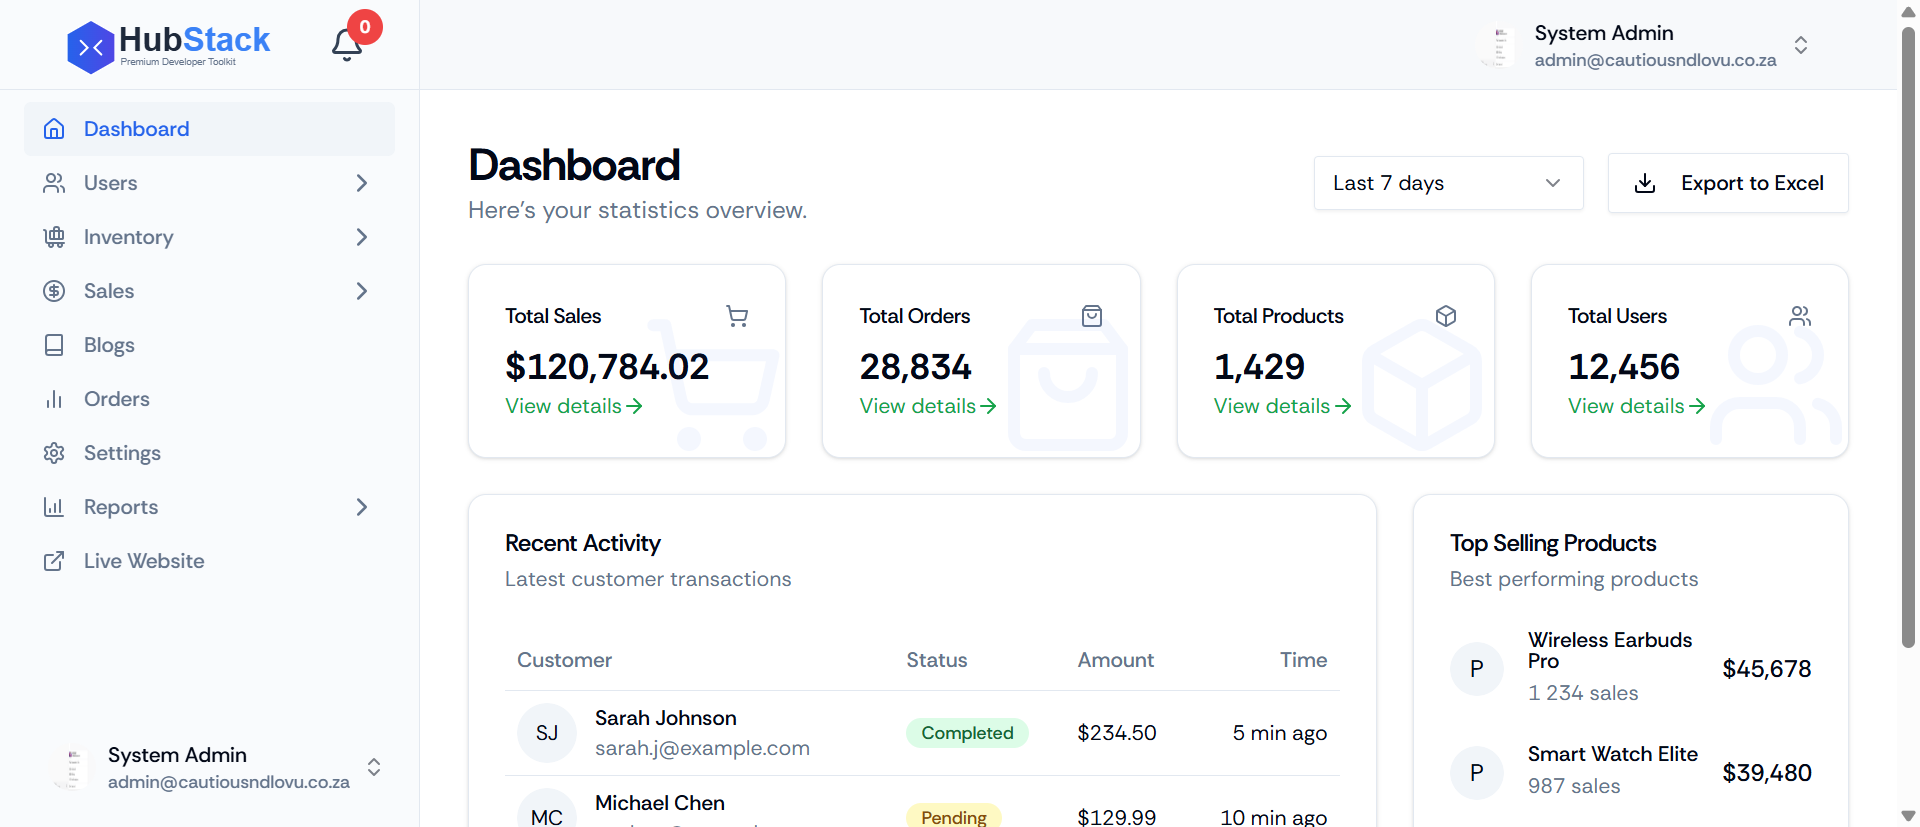 HubStack
Premium Developer Toolkit
0
System Admin
admin@cautiousndlovu.co.za
Dashboard
Users
Inventory
Sales
Blogs
Orders
Settings
Reports
Live Website
System Admin
admin@cautiousndlovu.co.za
Dashboard
Here's your statistics overview.
Last 7 days
Export to Excel
Total Sales
$120,784.02
View details
Total Orders
28,834
View details
Total Products
1,429
View details
Total Users
12,456
View details
Recent Activity
Latest customer transactions
Customer Status Amount Time
SJ
Sarah Johnson
sarah.j@example.com
Completed
$234.50
5 min ago
MC
Michael Chen
Pending
$129.99
10 min ago
Top Selling Products
Best performing products
P
Wireless Earbuds
Pro
1 234 sales
$45,678
P
Smart Watch Elite
987 sales
$39,480